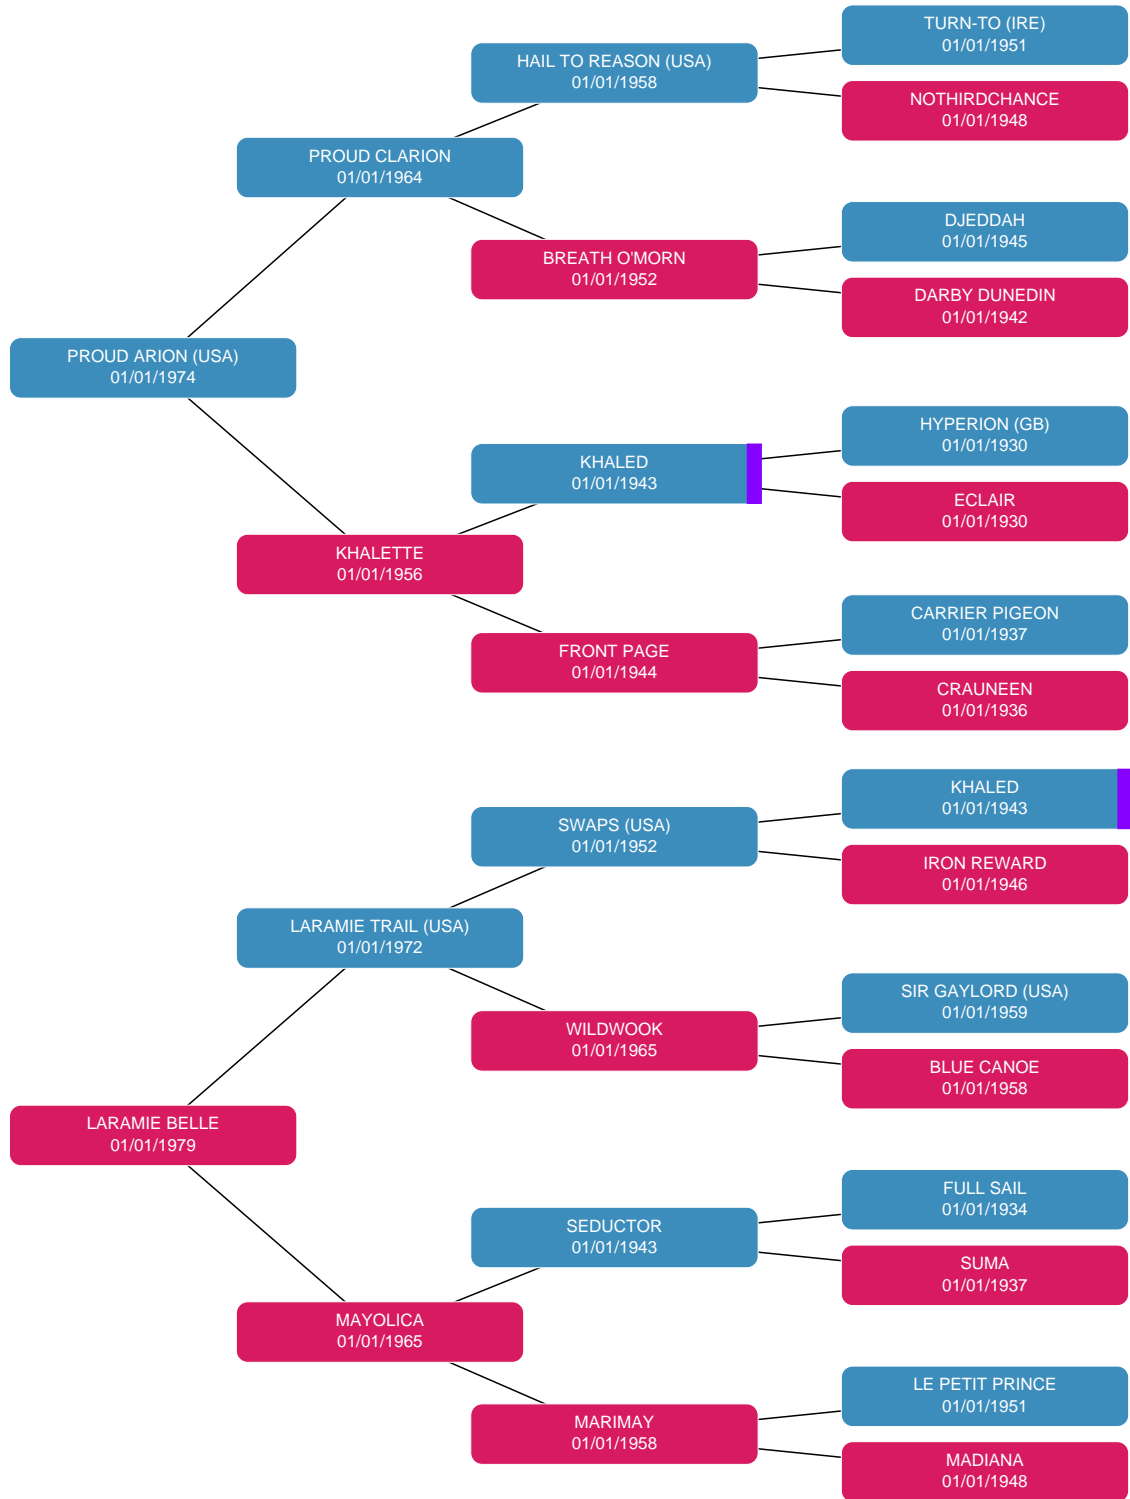 TURN-TO (IRE)
01/01/1951
HAIL TO REASON (USA)
01/01/1958
NOTHIRDCHANCE
01/01/1948
PROUD CLARION
01/01/1964
DJEDDAH
01/01/1945
BREATH O'MORN
01/01/1952
DARBY DUNEDIN
01/01/1942
PROUD ARION (USA)
01/01/1974
HYPERION (GB)
01/01/1930
KHALED
01/01/1943
ECLAIR
01/01/1930
KHALETTE
01/01/1956
CARRIER PIGEON
01/01/1937
FRONT PAGE
01/01/1944
CRAUNEEN
01/01/1936
KHALED
01/01/1943
SWAPS (USA)
01/01/1952
IRON REWARD
01/01/1946
LARAMIE TRAIL (USA)
01/01/1972
SIR GAYLORD (USA)
01/01/1959
WILDWOOK
01/01/1965
BLUE CANOE
01/01/1958
LARAMIE BELLE
01/01/1979
FULL SAIL
01/01/1934
SEDUCTOR
01/01/1943
SUMA
01/01/1937
MAYOLICA
01/01/1965
LE PETIT PRINCE
01/01/1951
MARIMAY
01/01/1958
MADIANA
01/01/1948